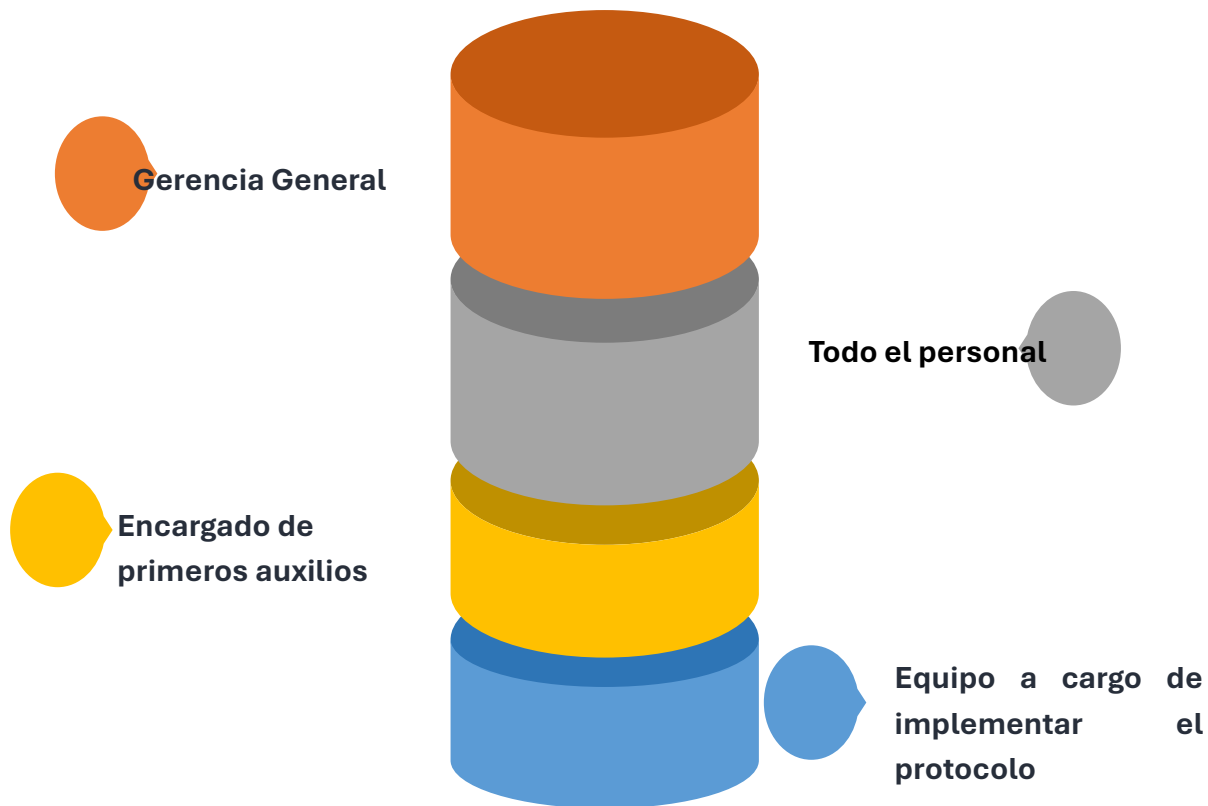 Gerencia General
Todo el personal
Encargado de
primeros auxilios
Equipo a cargo de
implementar el
protocolo